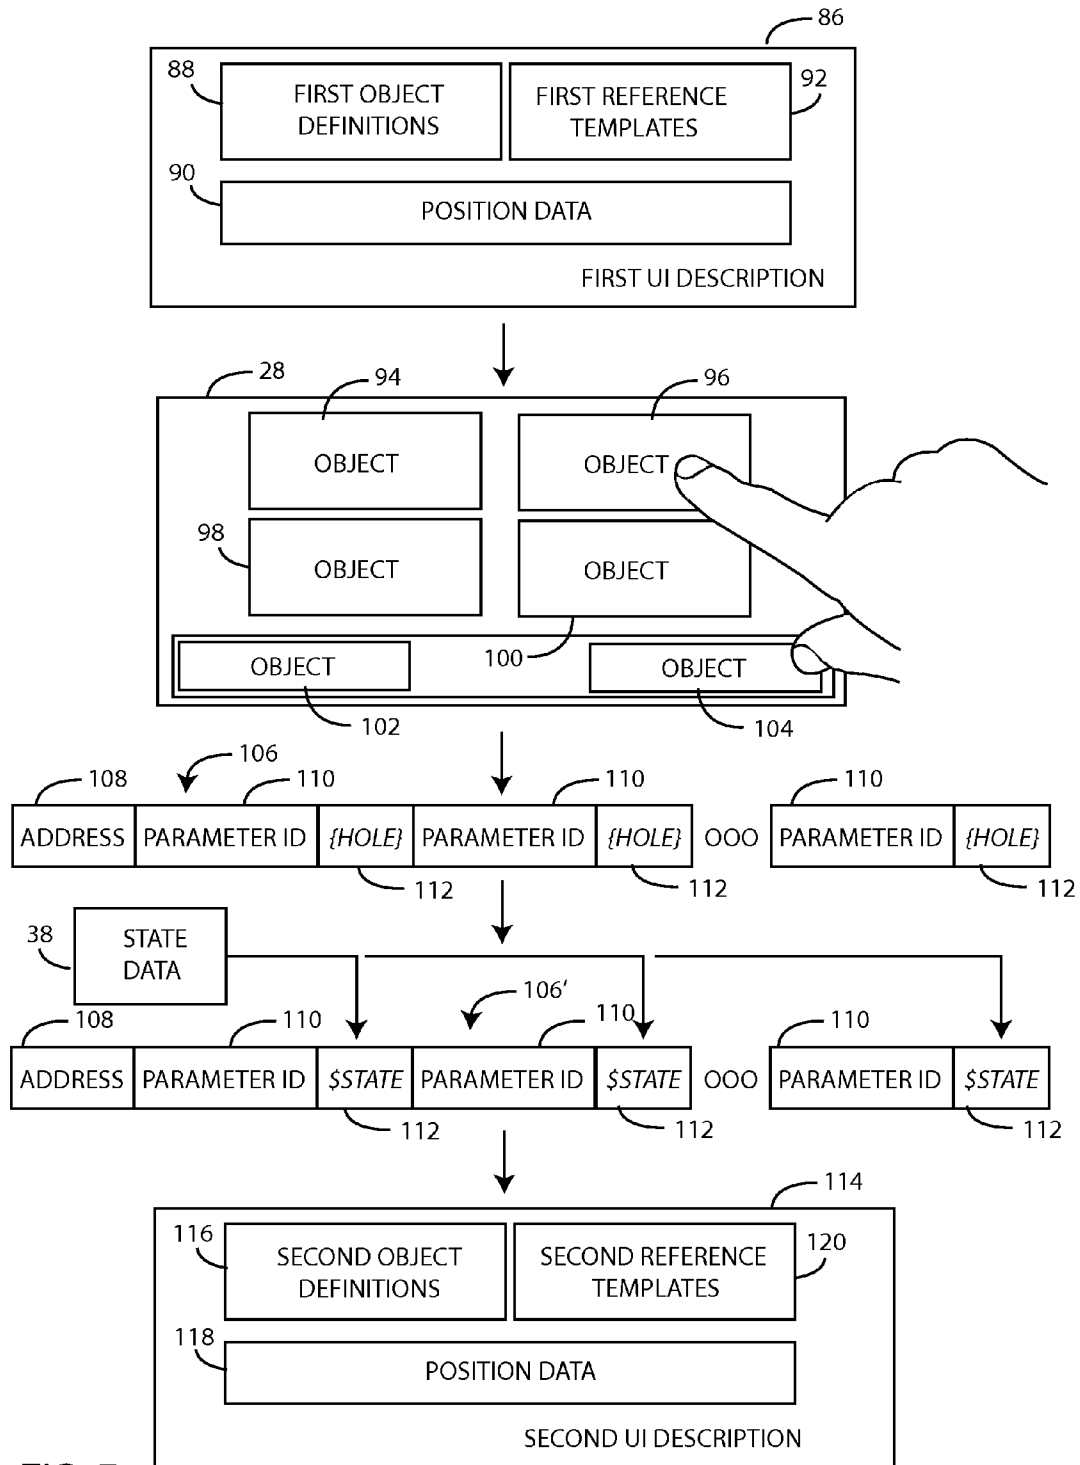 86
88
FIRST OBJECT
DEFINITIONS
FIRST REFERENCE
TEMPLATES
92
90
POSITION DATA
FIRST UI DESCRIPTION
28
94
96
OBJECT
OBJECT
98
OBJECT
OBJECT
100
OBJECT
OBJECT
102
104
106
108
110
110
110
ADDRESS PARAMETER ID {HOLE} PARAMETER ID {HOLE} OOO PARAMETER ID {HOLE}
112
112
112
38
STATE
DATA
106'
108
110
110
110
ADDRESS PARAMETER ID $STATE PARAMETER ID $STATE OOO PARAMETER ID $STATE
112
112
112
114
116
SECOND OBJECT
DEFINITIONS
SECOND REFERENCE
TEMPLATES
120
118
POSITION DATA
SECOND UI DESCRIPTION